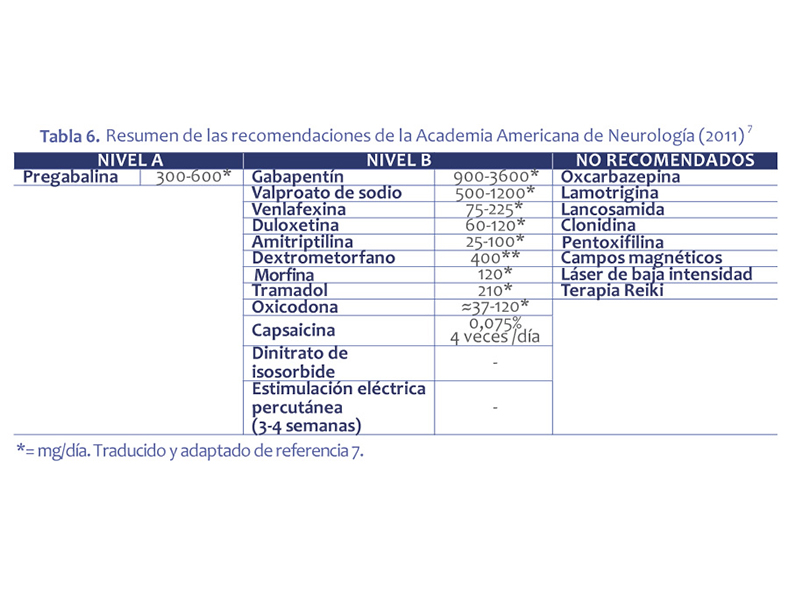 Tabla 6. Resumen de las recomendaciones de la Academia Americana de Neurología (2011) 7
NIVEL A NIVEL B NO RECOMENDADOS
Pregabalina 300-600* Gabapentín 900-3600* Oxcarbazepina
Valproato de sodio 500-1200* Lamotrigina
Venlafexina 75-225* Lancosamida
Duloxetina 60-120* Clonidina
Amitriptilina 25-100* Pentoxifilina
Dextrometorfano 400** Campos magnéticos
Morfina 120* Láser de baja intensidad
Tramadol 210* Terapia Reiki
Oxicodona ≈37-120*
Capsaicina 0,075%
4 veces /día
Dinitrato de
isosorbide -
Estimulación eléctrica
percutánea -
(3-4 semanas)
*= mg/día. Traducido y adaptado de referencia 7.